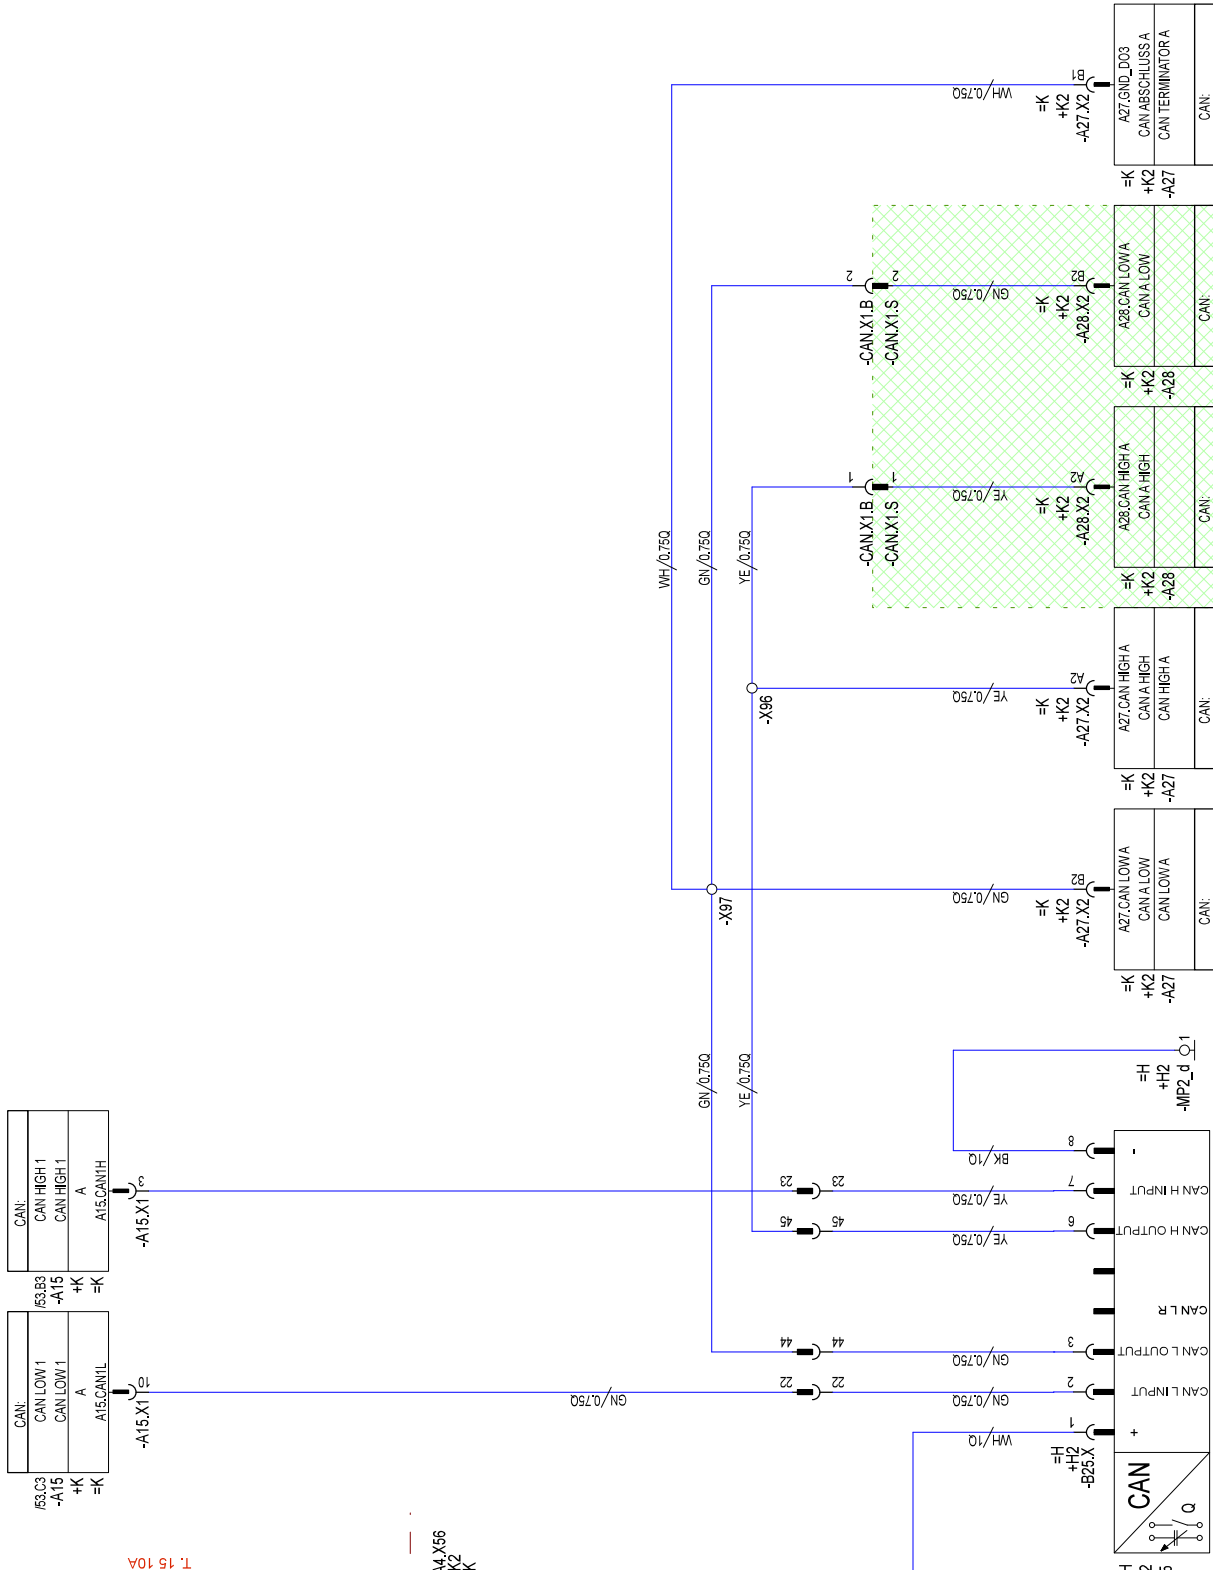 B1
WH/0.75Q
=K
+K2
-A27.X2
A27.GND_DO3
CAN ABSCHLUSS A
CAN TERMINATOR A
CAN:
=K
+K2
-A27
2
2
-CAN.X1.B
-CAN.X1.S
GN/0.75Q
B2
=K
+K2
-A28.X2
A28.CAN LOW A
CAN A LOW
CAN:
=K
+K2
-A28
1
1
-CAN.X1.B
-CAN.X1.S
YE/0.75Q
A2
=K
+K2
-A28.X2
A28.CAN HIGH A
CAN A HIGH
CAN:
=K
+K2
-A28
WH/0.75Q
GN/0.75Q
YE/0.75Q
-X96
YE/0.75Q
A2
=K
+K2
-A27.X2
A27.CAN HIGH A
CAN A HIGH
CAN HIGH A
CAN:
=K
+K2
-A27
-X97
GN/0.75Q
B2
=K
+K2
-A27.X2
A27.CAN LOW A
CAN A LOW
CAN LOW A
CAN:
=K
+K2
-A27
GN/0.75Q
YE/0.75Q
=H
+H2
-MP2_d
1
CAN:
CAN HIGH 1
CAN HIGH 1
A
A15.CAN1H
/53.B3
-A15
+K
=K
3
-A15.X1
23
23
YE/0.75Q
7
CAN H INPUT
BK/1Q
8
-
45
45
YE/0.75Q
6
CAN H OUTPUT
CAN L R
44
44
GN/0.75Q
3
CAN L OUTPUT
CAN:
CAN LOW 1
CAN LOW 1
A
A15.CAN1L
/53.C3
-A15
+K
=K
10
-A15.X1
GN/0.75Q
22
22
GN/0.75Q
2
CAN L INPUT
WH/1Q
1
+
=H
+H2
-B25.X
CAN
Q
T. 15 10A
A4.X56
K2
K